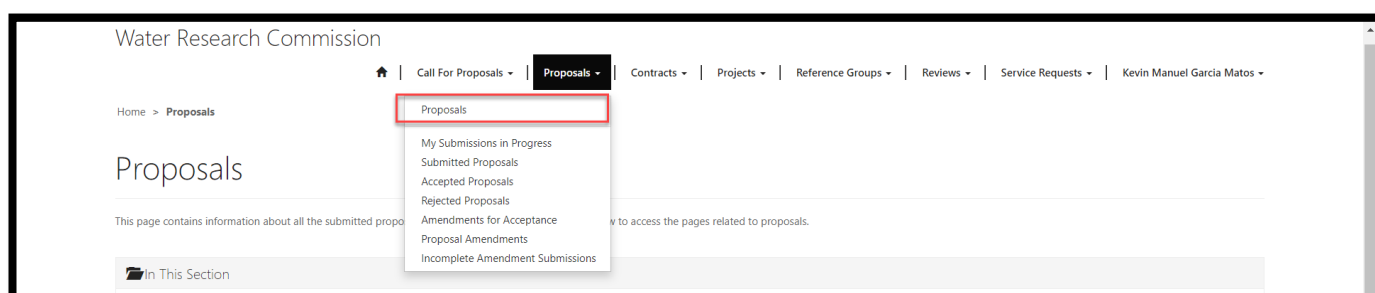 Water Research Commission
Call For Proposals | Proposals | Contracts | Projects | Reference Groups | Reviews | Service Requests | Kevin Manuel Garcia Matos
Home > Proposals
Proposals
My Submissions in Progress
Submitted Proposals
Accepted Proposals
Rejected Proposals
Amendments for Acceptance
Proposal Amendments
Incomplete Amendment Submissions
Proposals
This page contains information about all the submitted to access the pages related to proposals.
In This Section